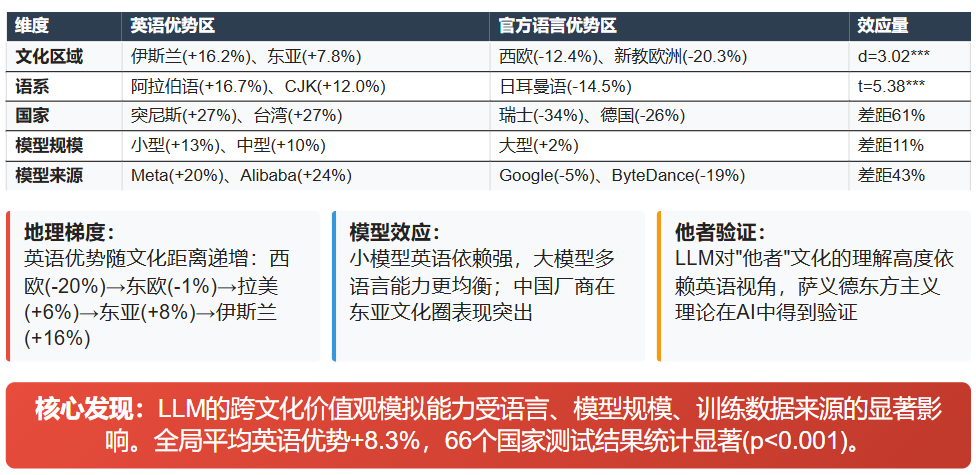 维度 英语优势区 官方语言优势区 效应量
文化区域 伊斯兰(+16.2%)、东亚(+7.8%) 西欧(-12.4%)、新教欧洲(-20.3%) d=3.02***
语系 阿拉伯语(+16.7%)、CJK(+12.0%) 日耳曼语(-14.5%) t=5.38***
国家 突尼斯(+27%)、台湾(+27%) 瑞士(-34%)、德国(-26%) 差距61%
模型规模 小型(+13%)、中型(+10%) 大型(+2%) 差距11%
模型来源 Meta(+20%)、Alibaba(+24%) Google(-5%)、ByteDance(-19%) 差距43%
地理梯度：
英语优势随文化距离递增：西
欧(-20%)→东欧(-1%)→拉美
(+6%)→东亚(+8%)→伊斯兰
(+16%)
模型效应：
小模型英语依赖强，大模型多
语言能力更均衡；中国厂商在
东亚文化圈表现突出
他者验证：
LLM对"他者"文化的理解高度依
赖英语视角，萨义德东方主义
理论在AI中得到验证
核心发现：LLM的跨文化价值观模拟能力受语言、模型规模、训练数据来源的显著影
响。全局平均英语优势+8.3%，66个国家测试结果统计显著(p<0.001)。